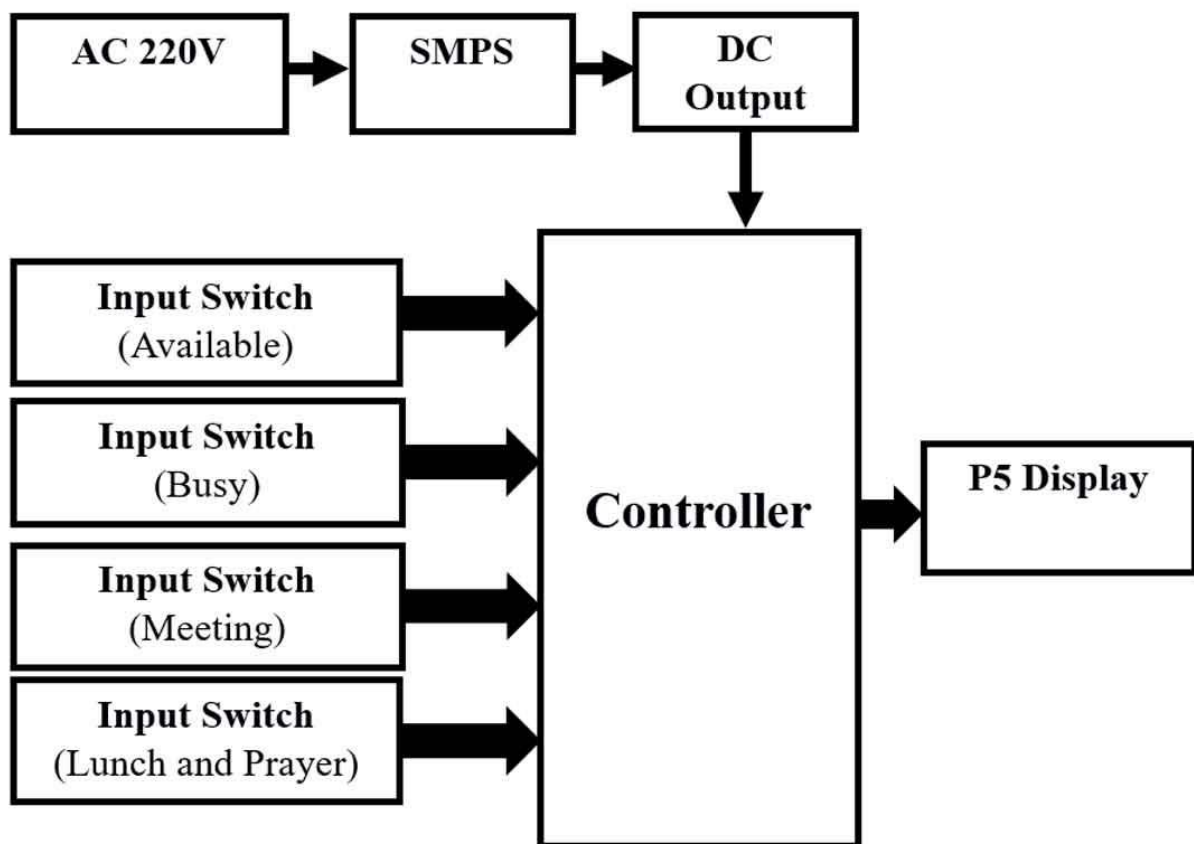 AC 220V
SMPS
DC
Output
Input Switch
(Available)
Input Switch
(Busy)
Input Switch
(Meeting)
Input Switch
(Lunch and Prayer)
Controller
P5 Display